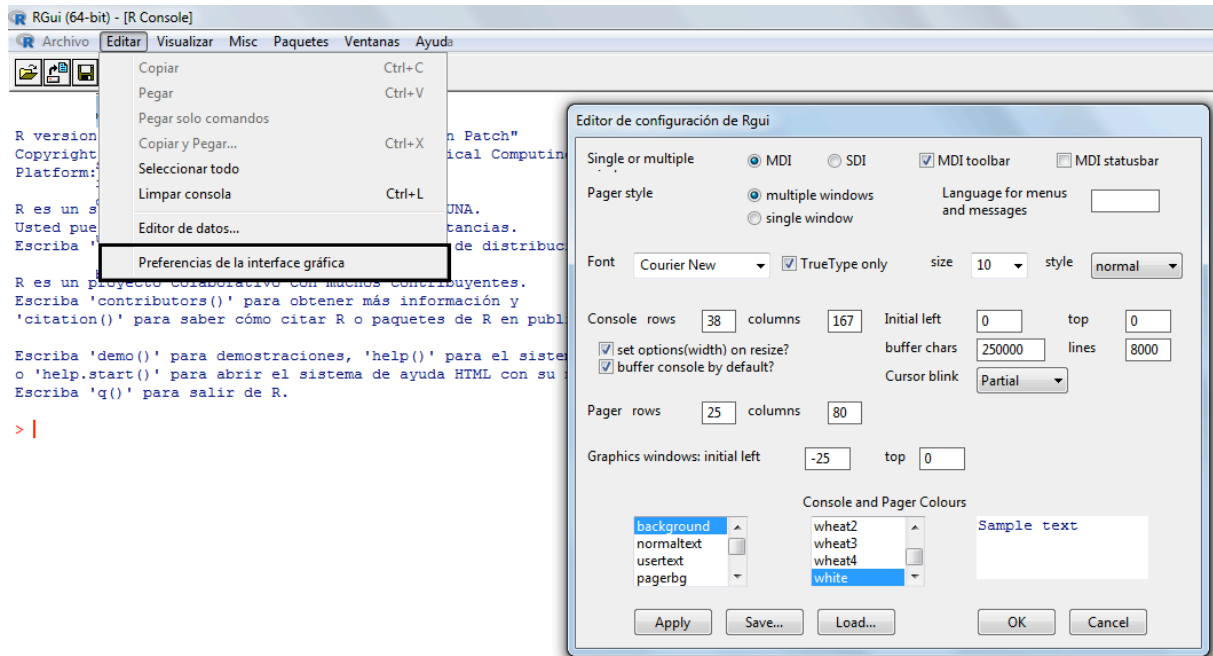 RGui (64-bit) - [R Console]
Archivo Editar Visualizar Misc Paquetes Ventanas Ayuda
Copiar Ctrl+C
Pegar Ctrl+V
Pegar solo comandos
Copiar y Pegar... Ctrl+X
Seleccionar todo
Limpar consola Ctrl+L
Editor de datos...
Preferencias de la interface gráfica
R version n Patch"
Copyright ical Computin
Platform:
R es un s UNA.
Usted pue tancias.
Escriba ' de distribuc
R es un proyecto colaborativo con muchos contribuyentes.
Escriba 'contributors()' para obtener más información y
'citation()' para saber cómo citar R o paquetes de R en publ
Escriba 'demo()' para demostraciones, 'help()' para el siste
o 'help.start()' para abrir el sistema de ayuda HTML con su
Escriba 'q()' para salir de R.
>
Editor de configuración de Rgui
Single or multiple MDI SDI MDI toolbar MDI statusbar
Pager style multiple windows Language for menus
single window and messages
Font Courier New TrueType only size 10 style normal
Console rows 38 columns 167 Initial left 0 top 0
set options(width) on resize? buffer chars 250000 lines 8000
buffer console by default? Cursor blink Partial
Pager rows 25 columns 80
Graphics windows: initial left -25 top 0
Console and Pager Colours
background wheat2 Sample text
normaltext wheat3
usertext wheat4
pagerbg white
Apply Save... Load... OK Cancel